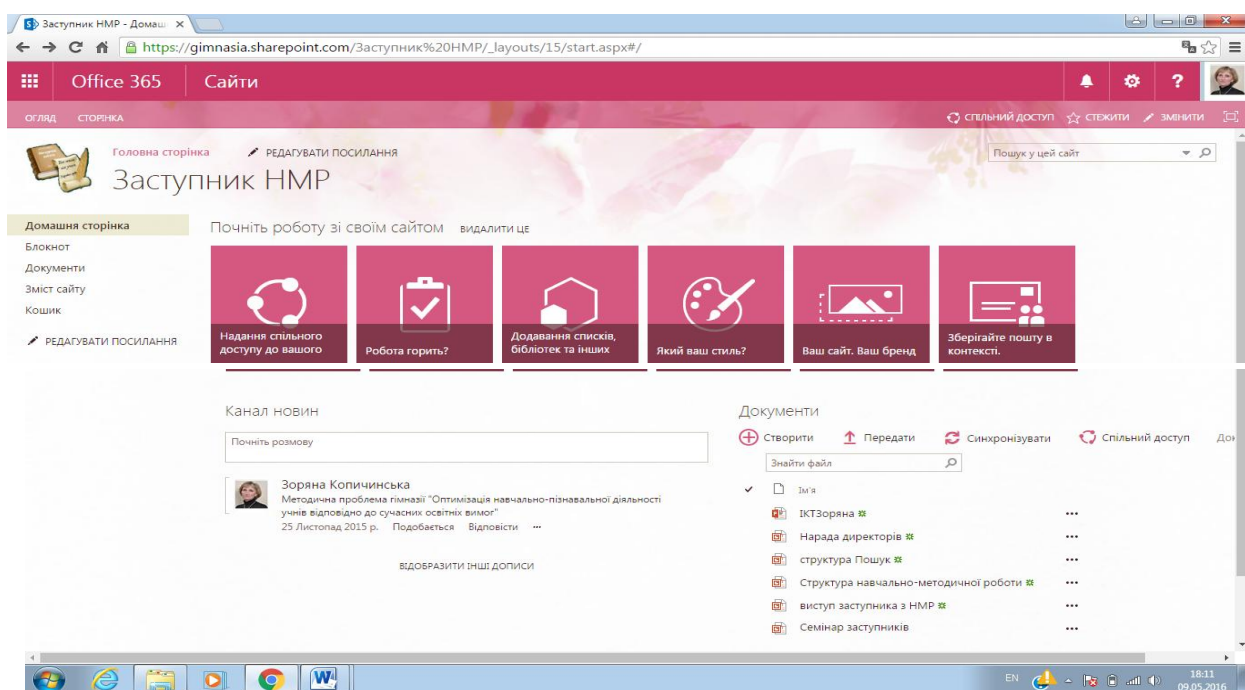 Заступник НМР - Домаш
https://gimnasia.sharepoint.com/Заступник%20НМР/_layouts/15/start.aspx#/
Office 365 Сайти ?
ОГЛЯД СТОРІНКА СПІЛЬНИЙ ДОСТУП СТЕЖИТИ ЗМІНИТИ
Головна сторінка РЕДАГУВАТИ ПОСИЛАННЯ Пошук у цей сайт
Заступник НМР
Домашня сторінка
Блокнот
Документи
Зміст сайту
Кошик
РЕДАГУВАТИ ПОСИЛАННЯ
Почніть роботу зі своїм сайтом ВИДАЛИТИ ЦЕ
Надання спільного
доступу до вашого
Робота горить?
Додавання списків,
бібліотек та інших
Який ваш стиль?
Ваш сайт. Ваш бренд
Зберігайте пошту в
контексті.
Канал новин
Почніть розмову
Зоряна Копичинська
Методична проблема гімназії "Оптимізація навчально-пізнавальної діяльності
учнів відповідно до сучасних освітніх вимог"
25 Листопад 2015 р. Подобається Відповісти ···
ВІДОБРАЗИТИ ІНШІ ДОПИСИ
Документи
Створити Передати Синхронізувати Спільний доступ Док
Знайти файл
Ім'я
ІКТЗоряна ···
Нарада директорів ···
структура Пошук ···
Структура навчально-методичної роботи ···
виступ заступника з НМР ···
Семінар заступників ···
EN 18:11
09.05.2016